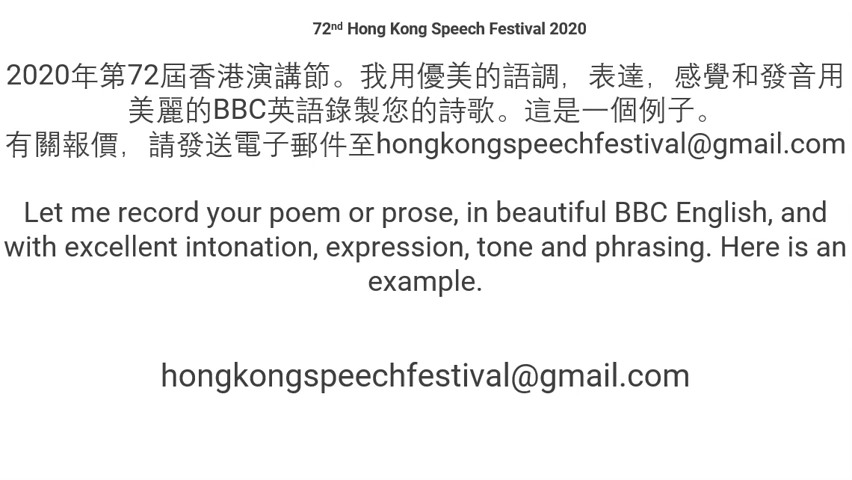 72nd Hong Kong Speech Festival 2020
2020年第72屆香港演講節。我用優美的語調，表達，感覺和發音用
美麗的BBC英語錄製您的詩歌。這是一個例子。
有關報價，請發送電子郵件至hongkongspeechfestival@gmail.com
Let me record your poem or prose, in beautiful BBC English, and
with excellent intonation, expression, tone and phrasing. Here is an
example.
hongkongspeechfestival@gmail.com